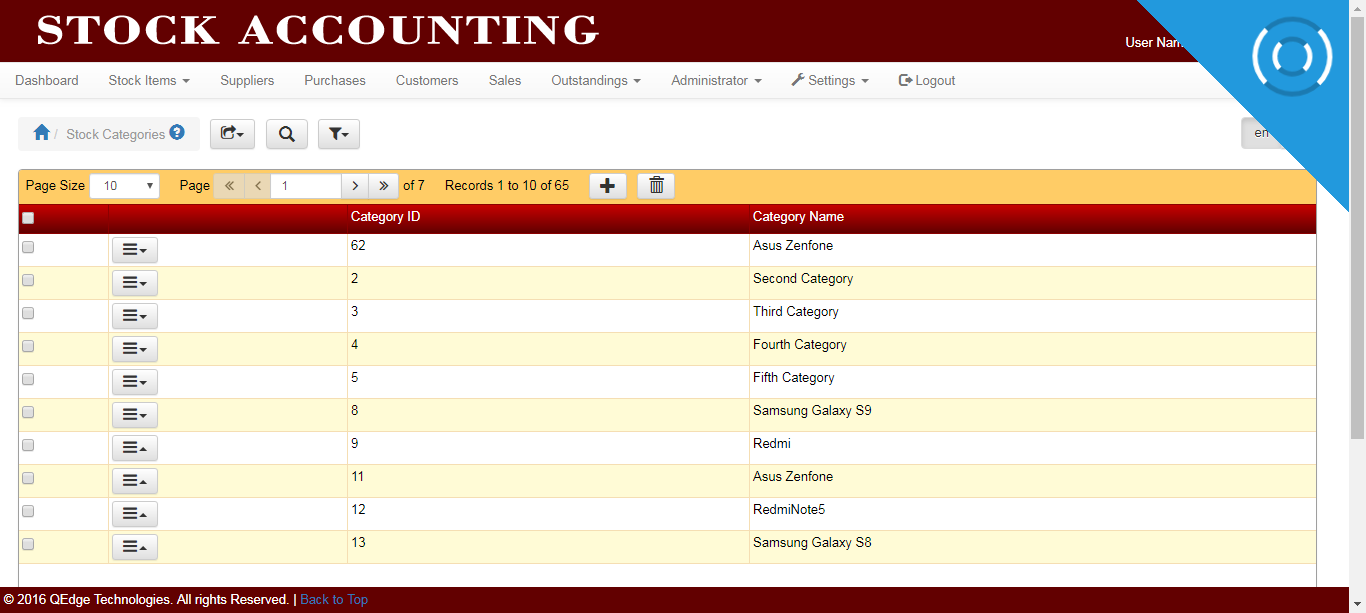 STOCK ACCOUNTING
User Nam
Dashboard Stock Items Suppliers Purchases Customers Sales Outstandings Administrator Settings Logout
/ Stock Categories ?
en
Page Size 10 Page « < 1 > » of 7 Records 1 to 10 of 65
Category ID Category Name
62 Asus Zenfone
2 Second Category
3 Third Category
4 Fourth Category
5 Fifth Category
8 Samsung Galaxy S9
9 Redmi
11 Asus Zenfone
12 RedmiNote5
13 Samsung Galaxy S8
© 2016 QEdge Technologies. All rights Reserved. | Back to Top